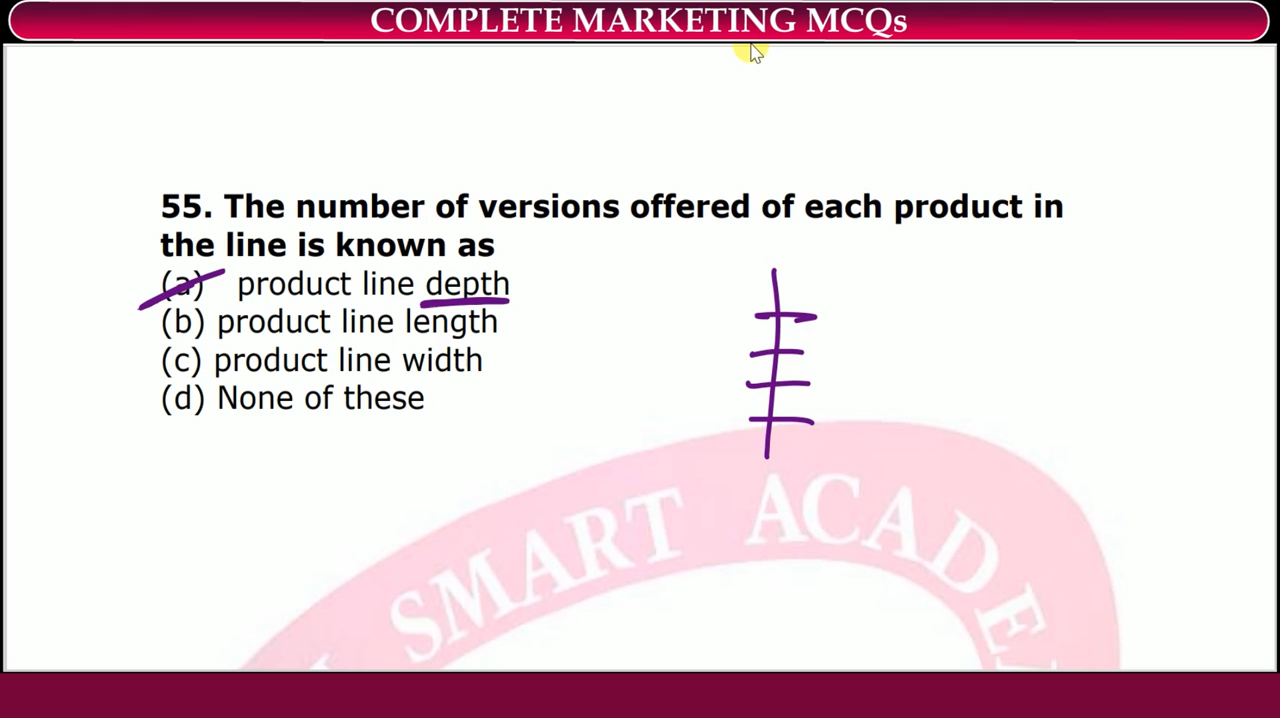 COMPLETE MARKETING MCQs
55. The number of versions offered of each product in
the line is known as
(a) product line depth
(b) product line length
(c) product line width
(d) None of these
SMART ACADE